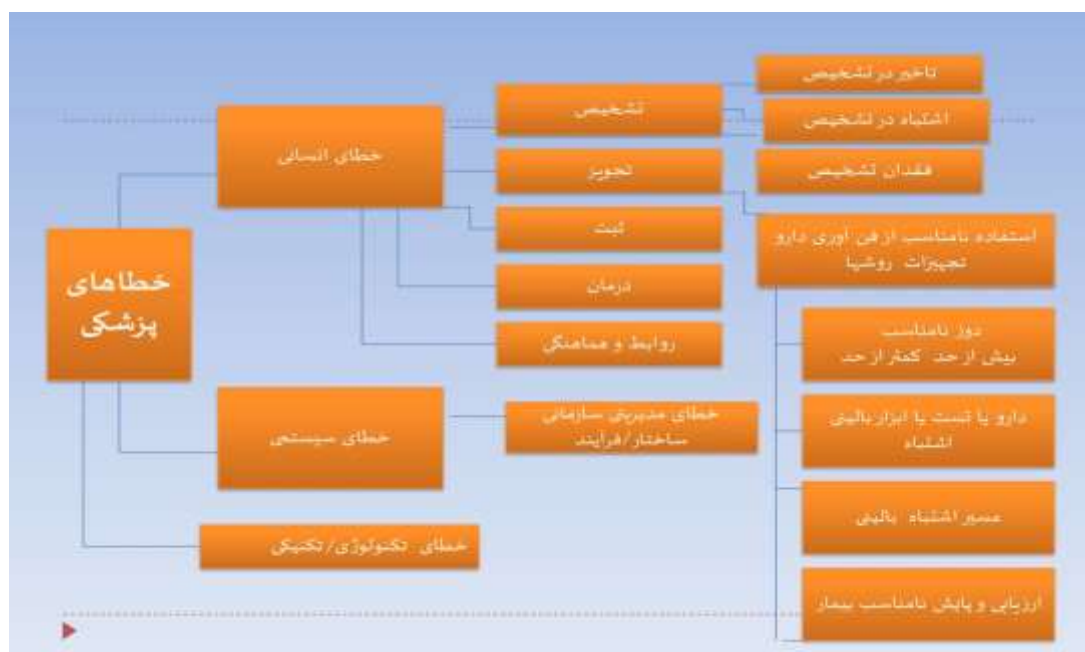 خطاهای
پزشکی
خطای انسانی
تشخیص
تاخیر در تشخیص
اشتباه در تشخیص
فقدان تشخیص
تجویز
استفاده نامناسب از فن آوری دارو
تجهیزات روشها
دوز نامناسب
بیش از حد کمتر از حد
دارو یا تست یا ابزار بالینی
اشتباه
مسیر اشتباه بالینی
ارزیابی و پایش نامناسب بیمار
ثبت
درمان
روابط و هماهنگی
خطای سیستمی
خطای مدیریتی سازمانی
ساختار/فرآیند
خطای تکنولوژی/تکنیکی